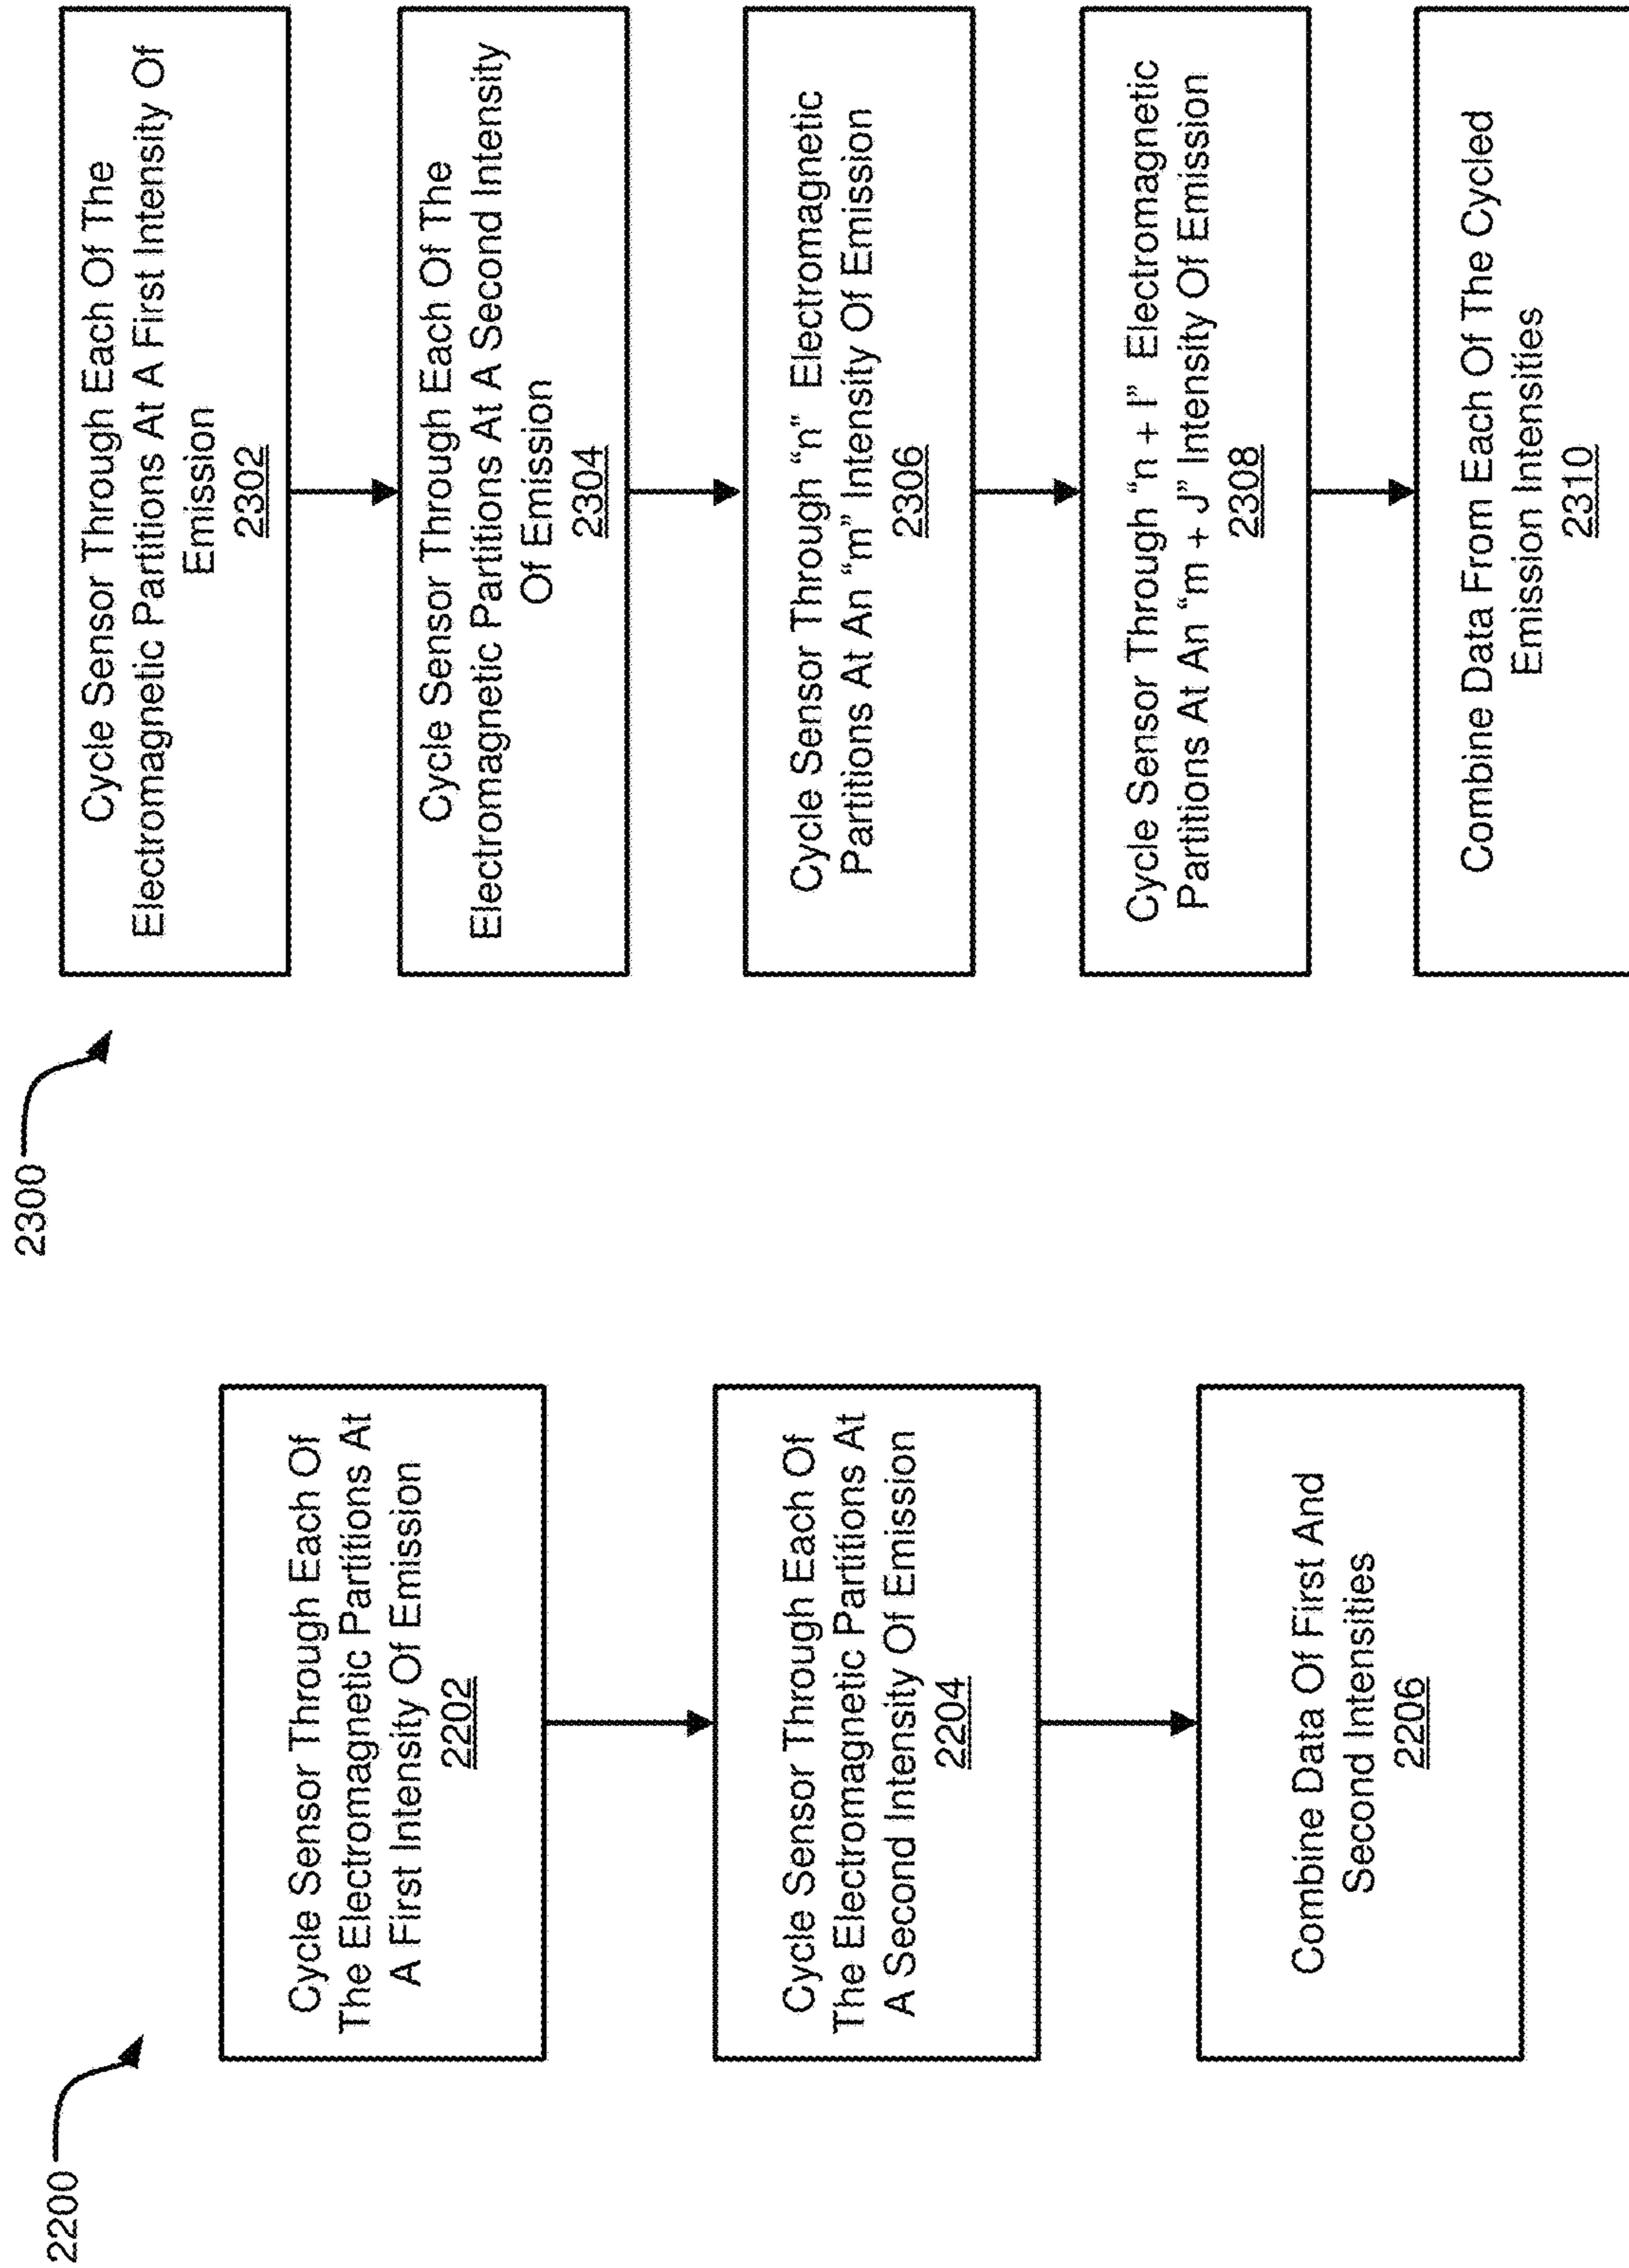 2200
Cycle Sensor Through Each Of
The Electromagnetic Partitions At
A First Intensity Of Emission
2202
Cycle Sensor Through Each Of
The Electromagnetic Partitions At
A Second Intensity Of Emission
2204
Combine Data Of First And
Second Intensities
2206
2300
Cycle Sensor Through Each Of The
Electromagnetic Partitions At A First Intensity Of
Emission
2302
Cycle Sensor Through Each Of The
Electromagnetic Partitions At A Second Intensity
Of Emission
2304
Cycle Sensor Through “n” Electromagnetic
Partitions At An “m” Intensity Of Emission
2306
Cycle Sensor Through “n + I” Electromagnetic
Partitions At An “m + J” Intensity Of Emission
2308
Combine Data From Each Of The Cycled
Emission Intensities
2310